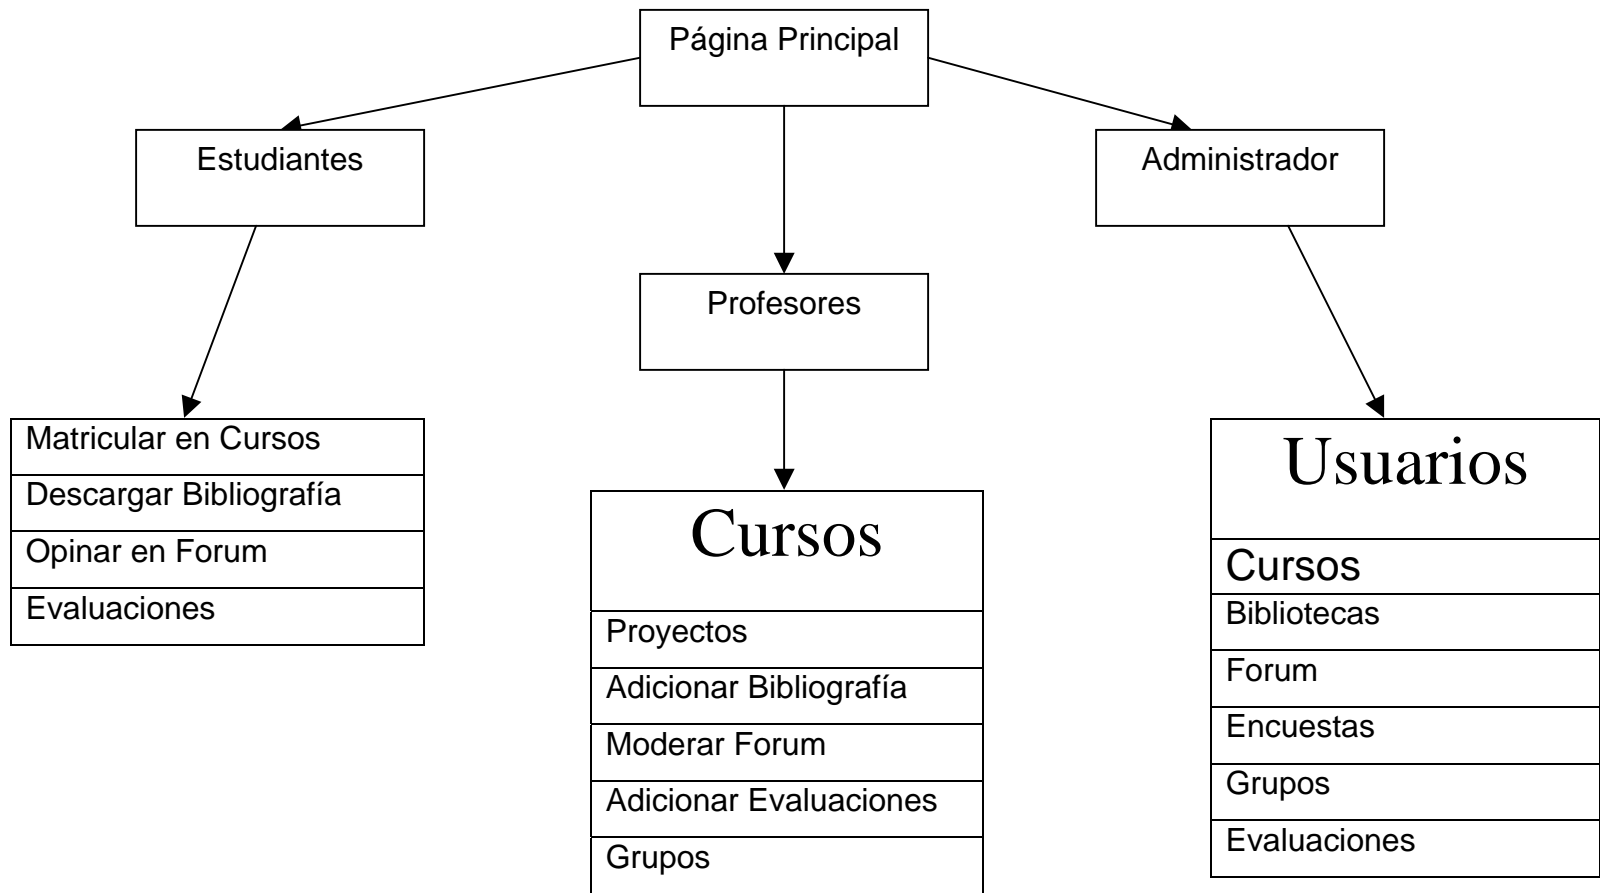 Página Principal
Estudiantes
Administrador
Profesores
Matricular en Cursos
Descargar Bibliografía
Opinar en Forum
Evaluaciones
Cursos
Proyectos
Adicionar Bibliografía
Moderar Forum
Adicionar Evaluaciones
Grupos
Usuarios
Cursos
Bibliotecas
Forum
Encuestas
Grupos
Evaluaciones